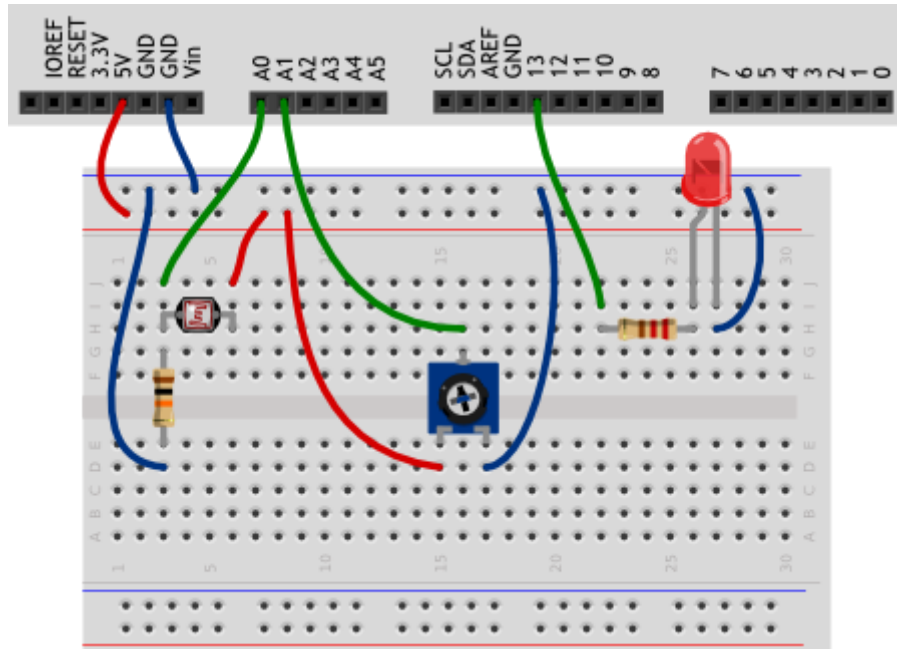 IOREF RESET 3.3V 5V GND GND Vin A0 A1 A2 A3 A4 A5 SCL SDA AREF GND 13 12 11 10 9 8 7 6 5 4 3 2 1 0
1 5 10 15 20 25 30
J J
I I
H H
G G
F F
E E
D D
C C
B B
A A
1 5 10 15 20 25 30